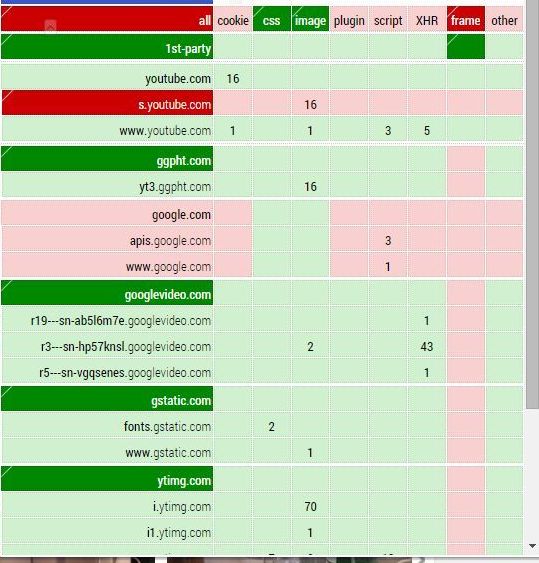 all cookie css image plugin script XHR frame other
1st-party
youtube.com 16
s.youtube.com 16
www.youtube.com 1 1 3 5
ggpht.com
yt3.ggpht.com 16
google.com
apis.google.com 3
www.google.com 1
googlevideo.com
r19---sn-ab5l6m7e.googlevideo.com 1
r3---sn-hp57knsl.googlevideo.com 2 43
r5---sn-vgqsenes.googlevideo.com 1
gstatic.com
fonts.gstatic.com 2
www.gstatic.com 1
ytimg.com
i.ytimg.com 70
i1.ytimg.com 1